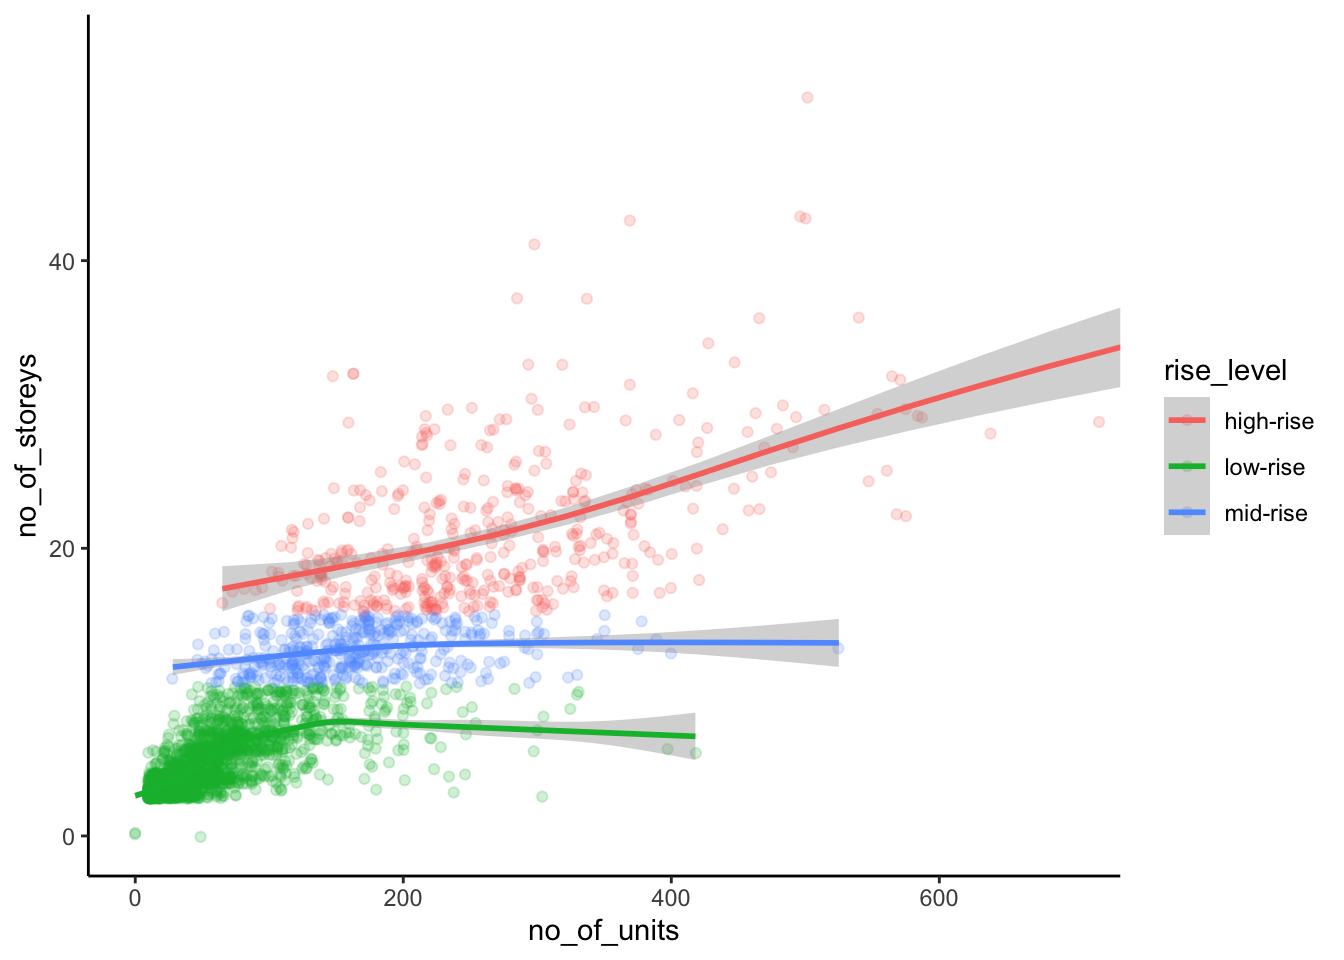 no_of_storeys
40
20
0
0
200
400
600
no_of_units
rise_level
high-rise
low-rise
mid-rise